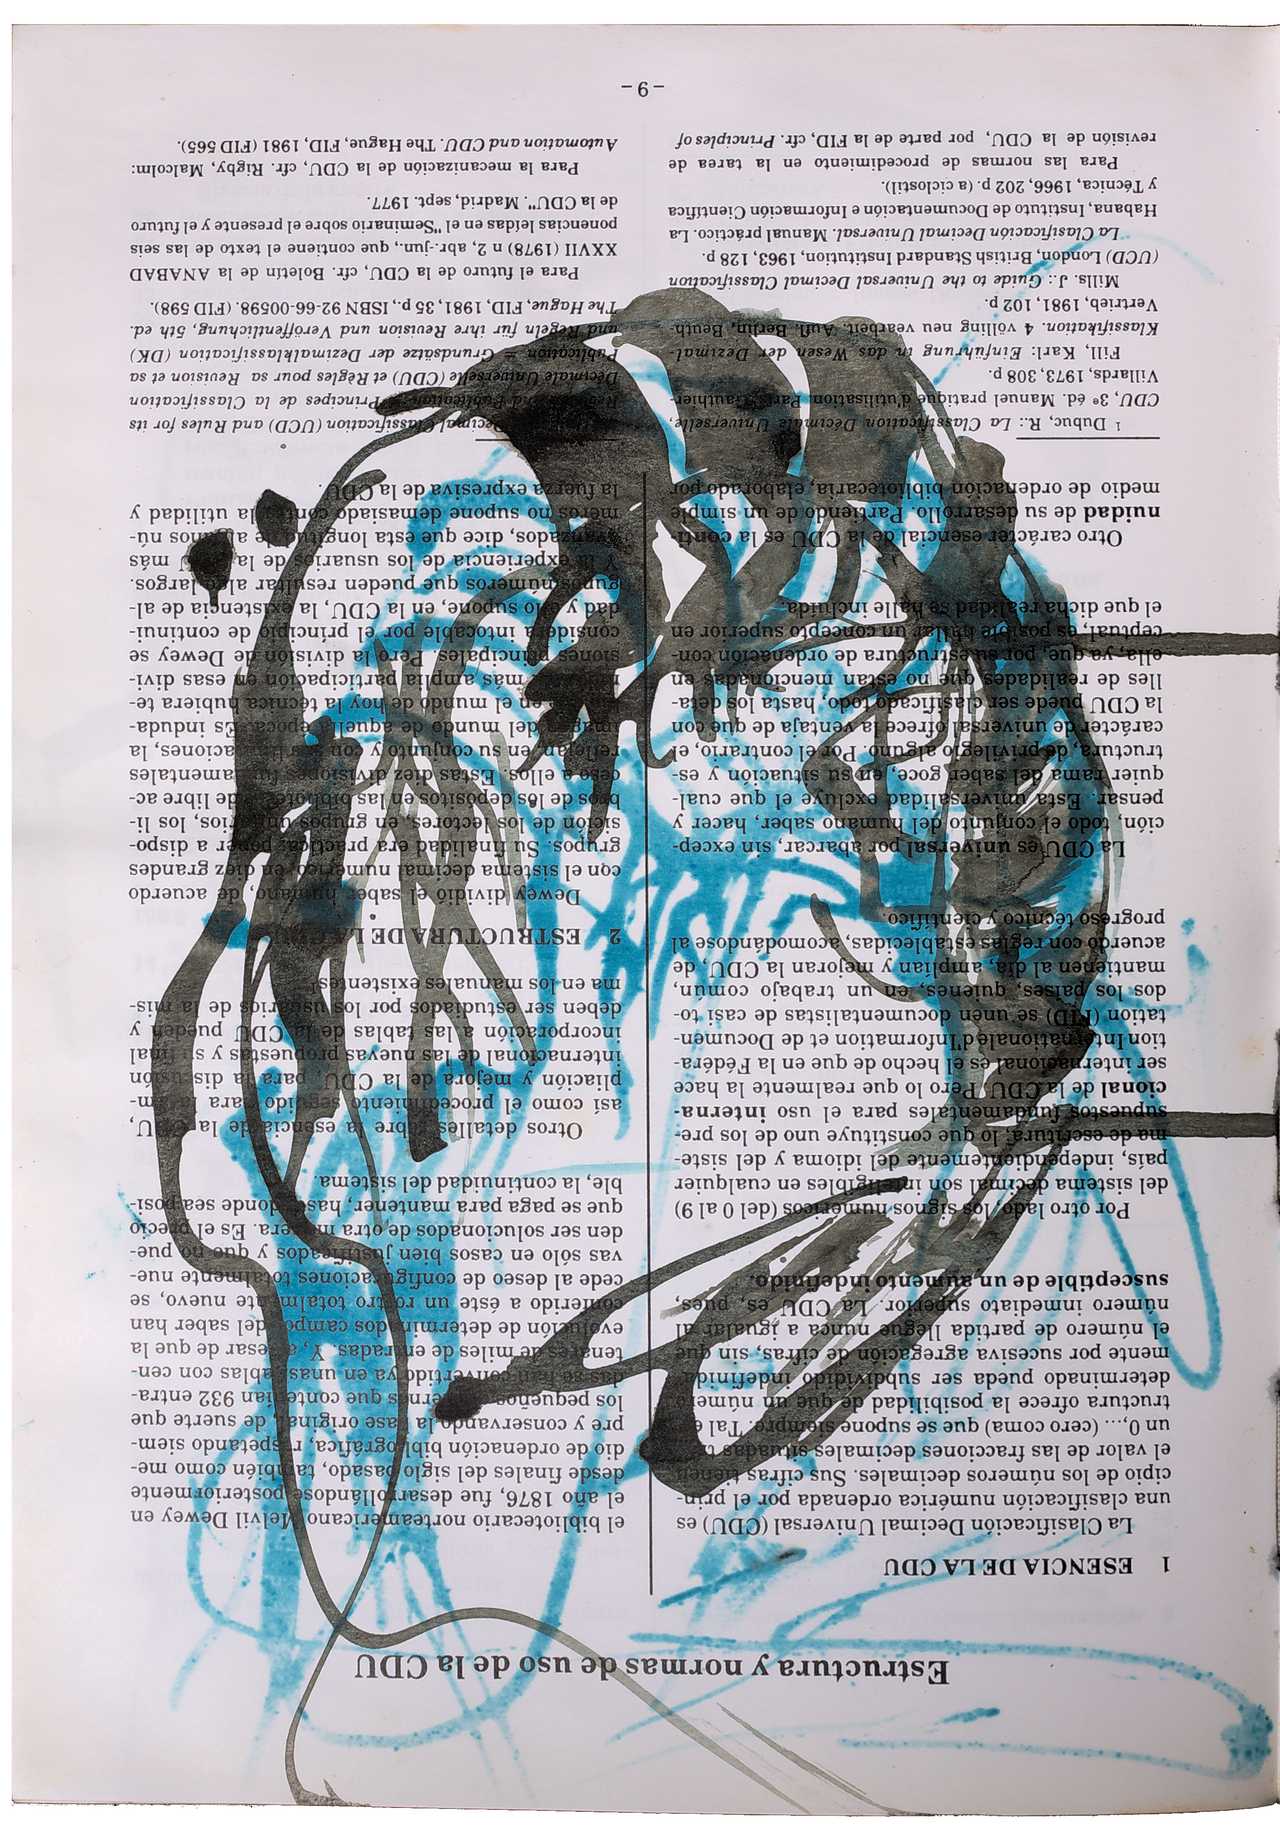 Estructura y normas de uso de la CDU
1 ESENCIA DE LA CDU
La Clasificación Decimal Universal (CDU) es
una clasificación numérica ordenada por el prin-
cipio de los números decimales. Sus cifras tienen
el valor de las fracciones decimales situadas
un 0,... (cero coma) que se supone siempre. Tal
tructura ofrece la posibilidad de que un número
determinado pueda ser subdividido indefinida-
mente por sucesiva agregación de cifras, sin que
el número de partida llegue nunca a igualar al
número inmediato superior. La CDU es, pues,
susceptible de un aumento indefinido.
Por otro lado, los signos numéricos (del 0 al 9)
del sistema decimal son inteligibles en cualquier
país, independientemente del idioma y del siste-
ma de escritura; lo que constituye uno de los pre-
supuestos fundamentales para el uso interna-
cional de la CDU. Pero lo que realmente la hace
ser internacional es el hecho de que en la Fédéra-
tion Internationale d'Information et de Documen-
tation (FID) se unen documentalistas de casi to-
dos los países, quienes, en un trabajo común,
mantienen al día, amplían y mejoran la CDU, de
acuerdo con reglas establecidas, acomodándose al
progreso técnico y científico.
La CDU es universal por abarcar, sin excep-
ción, todo el conjunto del humano saber, hacer y
pensar. Esta universalidad excluye el que cual-
quier rama del saber goce, en su situación y es-
tructura, de privilegio alguno. Por el contrario, el
carácter de universal ofrece la ventaja de que con
la CDU puede ser clasificado todo, hasta los deta-
lles de realidades que no están mencionadas en
ella, ya que, por su estructura de ordenación con-
ceptual, es posible hallar un concepto superior en
el que dicha realidad se halle incluida.
Otro carácter esencial de la CDU es la conti-
nuidad de su desarrollo. Partiendo de un simple
medio de ordenación bibliotecaria, elaborado por
¹ Dubuc, R.: La Classification Décimale Universelle,
CDU, 3ª éd. Manuel pratique d'utilisation. Paris, Gauthier-
Villards, 1973, 308 p.
Fill, Karl: Einführung in das Wesen der Dezimal-
Klassifikation. 4 völling neu vearbeit. Aufl. Berlin, Beuth-
Vertrieb, 1981, 102 p.
Mills. J.: Guide to the Universal Decimal Classification
(UCD) London, British Standard Institution, 1963, 128 p.
La Clasificación Decimal Universal. Manual práctico. La
Habana, Instituto de Documentación e Información Científica
y Técnica, 1966, 202 p. (a ciclostil).
Para las normas de procedimiento en la tarea de
revisión de la CDU, por parte de la FID, cfr. Principles of
el bibliotecario norteamericano Melvil Dewey en
el año 1876, fue desarrollándose posteriormente
desde finales del siglo pasado, también como me-
dio de ordenación bibliográfica, respetando siem-
pre y conservando la base original, de suerte que
los pequeños cuadernos que contenían 932 entra-
das se han convertido ya en unas tablas con cen-
tenares de miles de entradas. Y, a pesar de que la
evolución de determinados campos del saber han
conferido a éste un rostro totalmente nuevo, se
cede al deseo de configuraciones totalmente nue-
vas sólo en casos bien justificados y que no pue-
den ser solucionados de otra manera. Es el precio
que se paga para mantener, hasta donde sea posi-
ble, la continuidad del sistema.
Otros detalles sobre la esencia de la CDU,
así como el procedimiento seguido para la am-
pliación y mejora de la CDU, para la discusión
internacional de las nuevas propuestas y su final
incorporación a las tablas de la CDU pueden y
deben ser estudiados por los usuarios de la mis-
ma en los manuales existentes¹.
2 ESTRUCTURA DE LA CDU
Dewey dividió el saber humano, de acuerdo
con el sistema decimal numérico, en diez grandes
grupos. Su finalidad era práctica: poner a dispo-
sición de los lectores, en grupos unitarios, los li-
bros de los depósitos en las bibliotecas de libre ac-
ceso a ellos. Estas diez divisiones fundamentales
reflejan, en su conjunto y con sus limitaciones, la
imagen del mundo de aquella época. Es induda-
en el mundo de hoy la técnica hubiera te-
más amplia participación en esas divi-
siones principales. Pero la división de Dewey se
considera intocable por el principio de continui-
dad y ello supone, en la CDU, la existencia de al-
gunos números que pueden resultar algo largos.
Y la experiencia de los usuarios de la CDU más
avanzados, dice que esta longitud de algunos nú-
meros no supone demasiado contra la utilidad y
la fuerza expresiva de la CDU.
Decimal Classification (UCD) and Rules for its
Revision and Publication = Principes de la Classification
Décimale Universelle (CDU) et Règles pour sa Revision et sa
Publication = Grundsätze der Dezimalklassification (DK)
und Regeln für ihre Revision und Veröffentlichung, 5th ed.
The Hague, FID, 1981, 35 p., ISBN 92-66-00598. (FID 598).
Para el futuro de la CDU, cfr. Boletín de la ANABAD
XXVII (1978) n 2, abr.-jun., que contiene el texto de las seis
ponencias leídas en el "Seminario sobre el presente y el futuro
de la CDU". Madrid, sept. 1977.
Para la mecanización de la CDU, cfr. Rigby, Malcolm:
Automation and CDU. The Hague, FID, 1981 (FID 565).